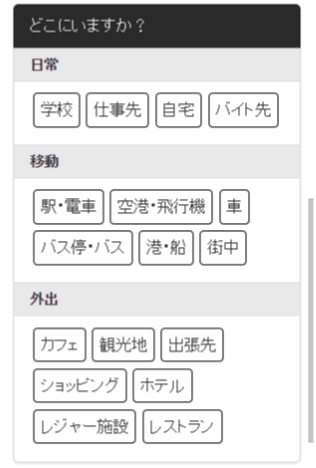 どこにいますか？
日常
学校 仕事先 自宅 バイト先
移動
駅・電車 空港・飛行機 車
バス停・バス 港・船 街中
外出
カフェ 観光地 出張先
ショッピング ホテル
レジャー施設 レストラン